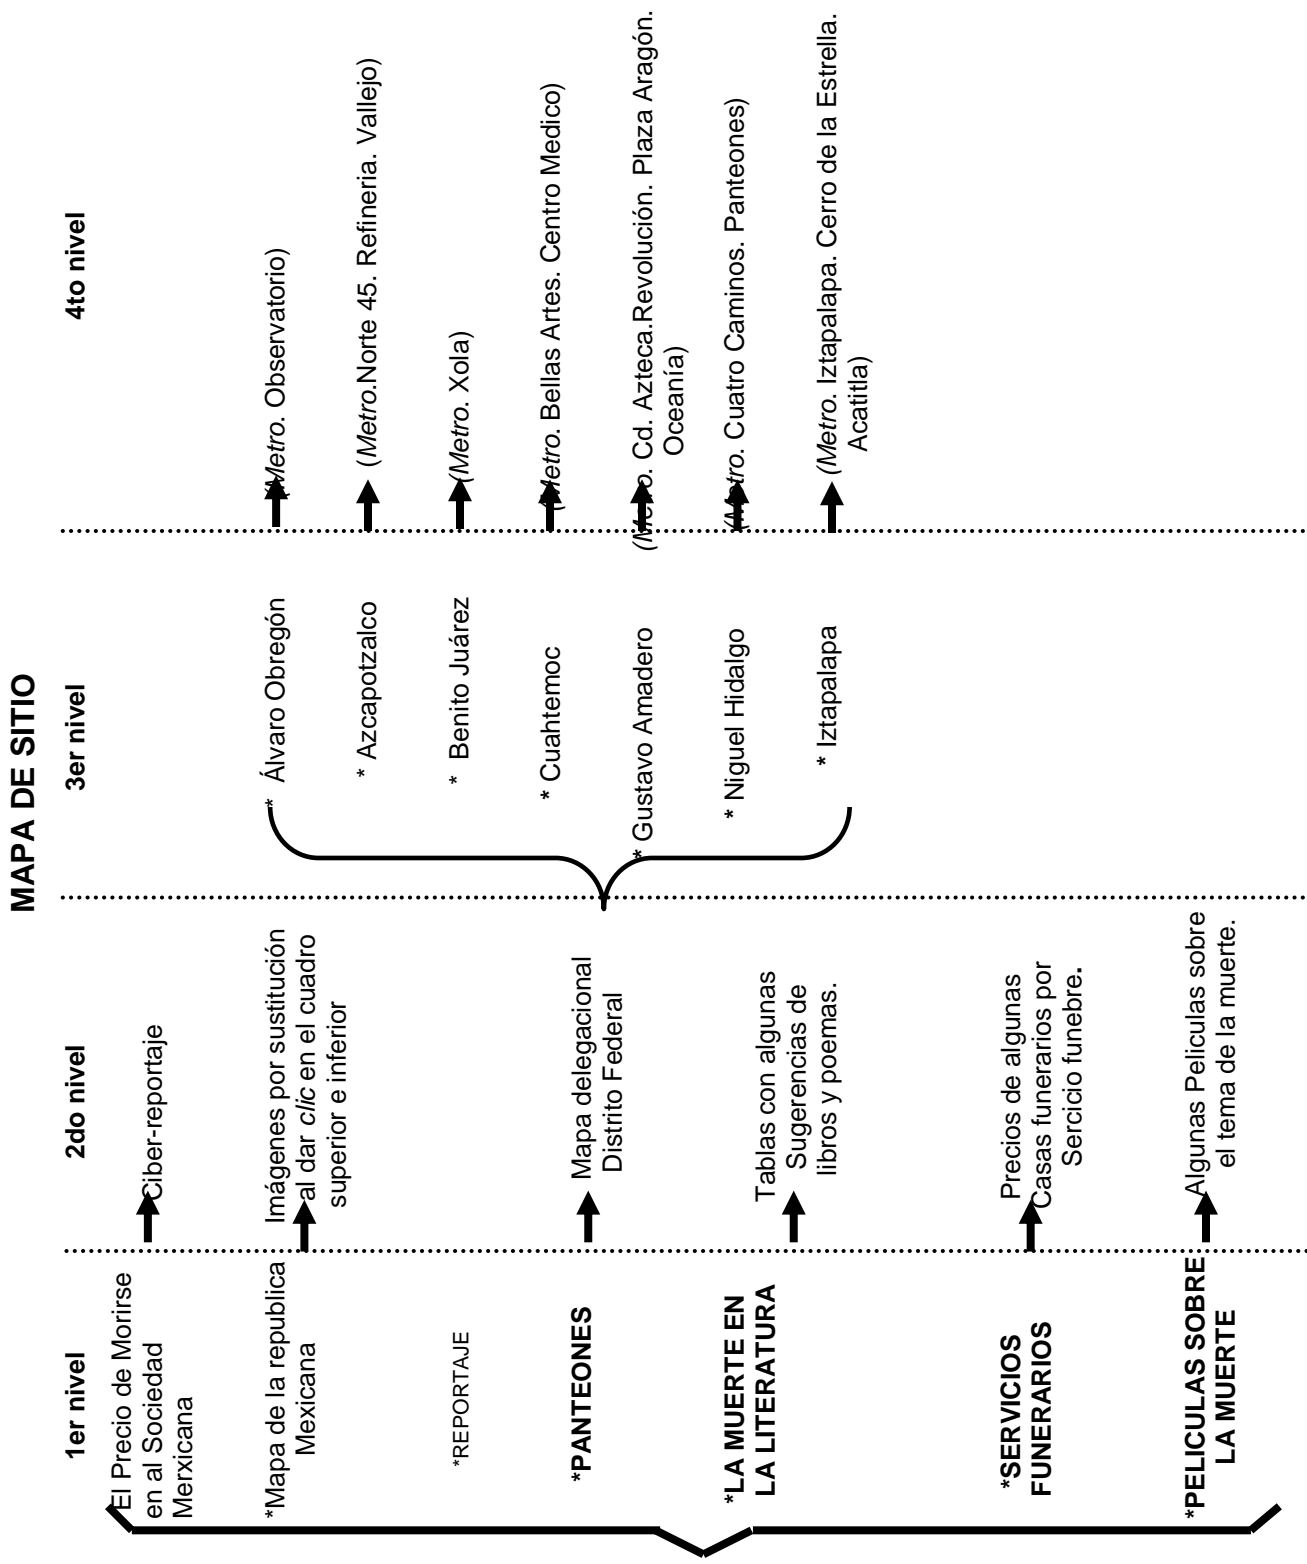 MAPA DE SITIO
1er nivel
2do nivel
3er nivel
4to nivel
El Precio de Morirse
en al Sociedad
Merxicana
Ciber-reportaje
*Mapa de la republica
Mexicana
Imágenes por sustitución
al dar clic en el cuadro
superior e inferior
*REPORTAJE
*PANTEONES
Mapa delegacional
Distrito Federal
* Álvaro Obregón
(Metro. Observatorio)
* Azcapotzalco
(Metro.Norte 45. Refineria. Vallejo)
* Benito Juárez
(Metro. Xola)
* Cuahtemoc
(Metro. Bellas Artes. Centro Medico)
* Gustavo Amadero
(Metro. Cd. Azteca.Revolución. Plaza Aragón.
Oceanía)
* Niguel Hidalgo
(Metro. Cuatro Caminos. Panteones)
* Iztapalapa
(Metro. Iztapalapa. Cerro de la Estrella.
Acatitla)
*LA MUERTE EN
LA LITERATURA
Tablas con algunas
Sugerencias de
libros y poemas.
*SERVICIOS
FUNERARIOS
Precios de algunas
Casas funerarios por
Sercicio funebre.
*PELICULAS SOBRE
LA MUERTE
Algunas Peliculas sobre
el tema de la muerte.